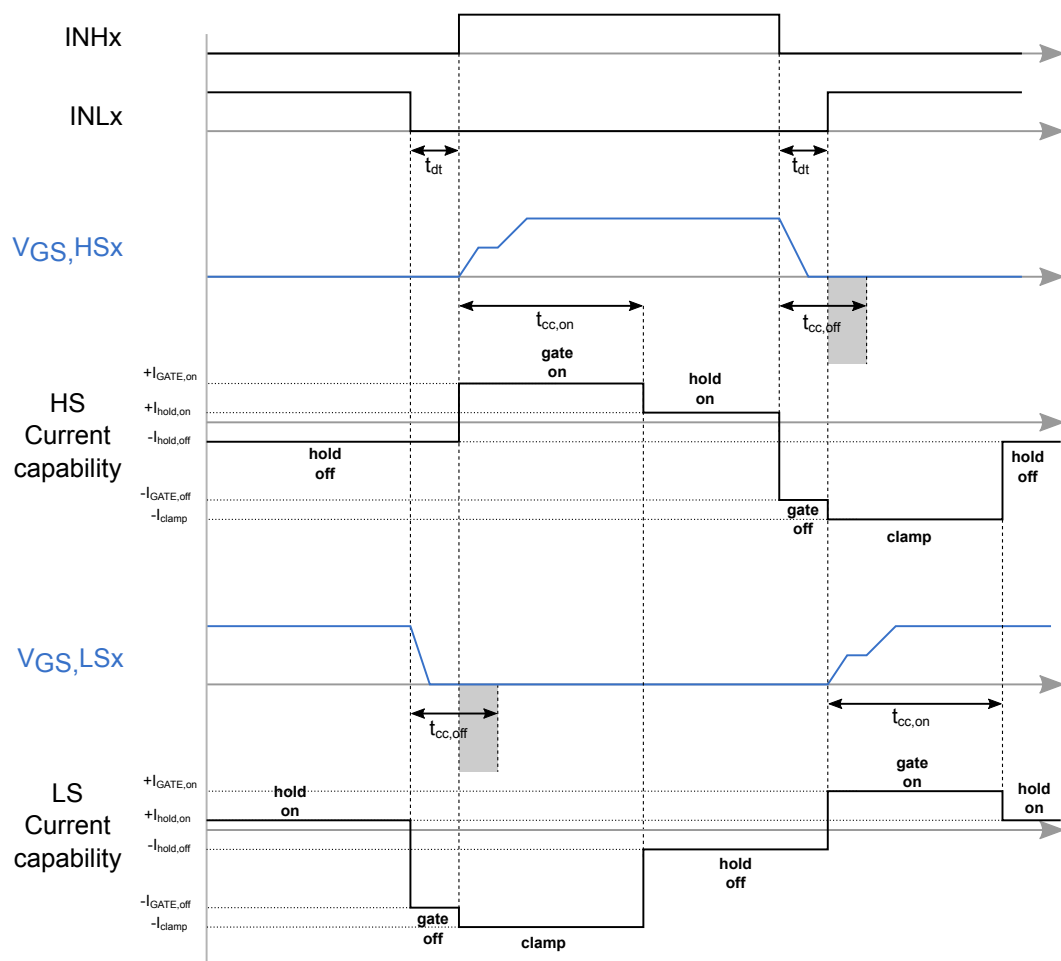 INHx
INLx
tdt
tdt
VGS,HSx
tcc,on
tcc,off
gate
on
hold
on
+IGATE,on
+Ihold,on
-Ihold,off
-IGATE,off
-Iclamp
HS
Current
capability
hold
off
gate
off
clamp
hold
off
VGS,LSx
tcc,off
tcc,on
gate
on
hold
on
hold
on
+IGATE,on
+Ihold,on
-Ihold,off
-IGATE,off
-Iclamp
LS
Current
capability
hold
off
gate
off
clamp